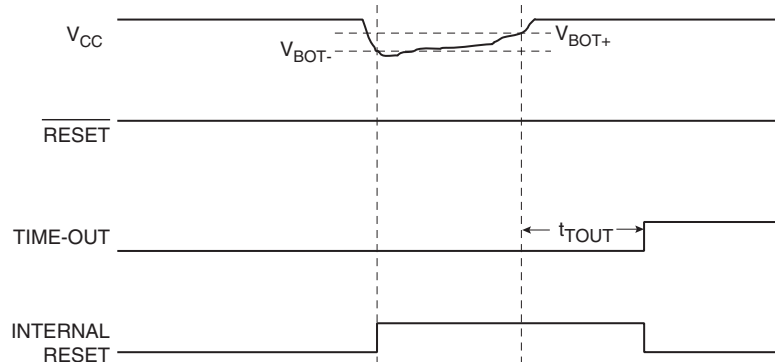 VCC
VBOT-
VBOT+
RESET
TIME-OUT
tTOUT
INTERNAL
RESET